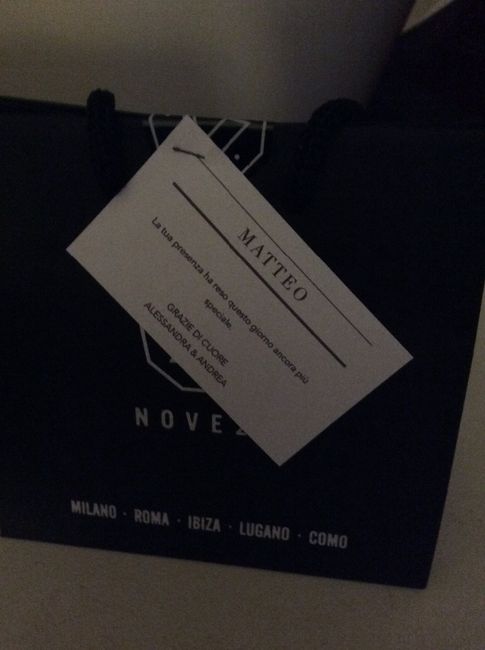 MATTEO
La tua presenza ha reso questo giorno ancora più
speciale,
GRAZIE DI CUORE
ALESSANDRA & ANDREA
MILANO · ROMA · IBIZA · LUGANO · COMO